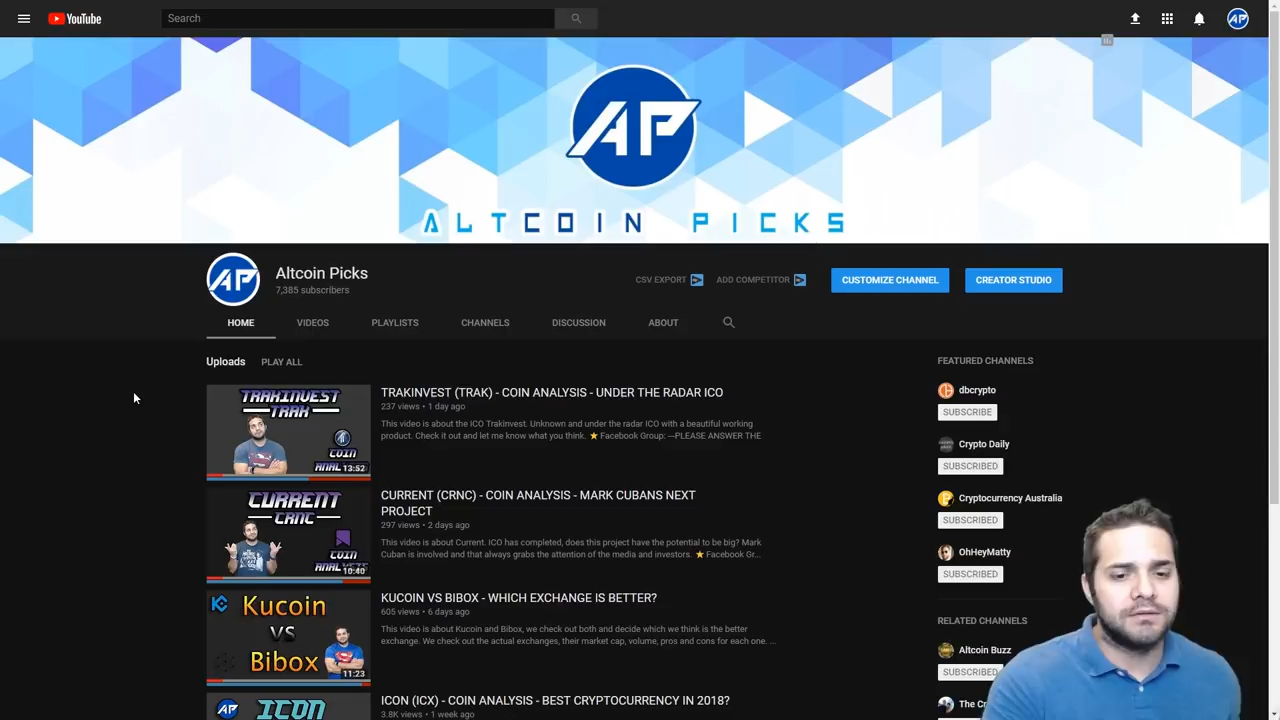 YouTube
Search
AP
AP
ALTCOIN PICKS
AP
Altcoin Picks
7,385 subscribers
CSV EXPORT
ADD COMPETITOR
CUSTOMIZE CHANNEL
CREATOR STUDIO
HOME
VIDEOS
PLAYLISTS
CHANNELS
DISCUSSION
ABOUT
Uploads
PLAY ALL
TRAKINVEST
TRAK
COIN
13:52
TRAKINVEST (TRAK) - COIN ANALYSIS - UNDER THE RADAR ICO
237 views • 1 day ago
This video is about the ICO Trakinvest. Unknown and under the radar ICO with a beautiful working
product. Check it out and let me know what you think. ⭐ Facebook Group: ---PLEASE ANSWER THE
CURRENT
CRNC
COIN
10:40
CURRENT (CRNC) - COIN ANALYSIS - MARK CUBANS NEXT
PROJECT
297 views • 2 days ago
This video is about Current. ICO has completed, does this project have the potential to be big? Mark
Cuban is involved and that always grabs the attention of the media and investors. ⭐ Facebook Gr...
Kucoin
VS
Bibox
11:23
KUCOIN VS BIBOX - WHICH EXCHANGE IS BETTER?
605 views • 6 days ago
This video is about Kucoin and Bibox, we check out both and decide which we think is the better
exchange. We check out the actual exchanges, their market cap, volume, pros and cons for each one. ...
AP
ICON
ICON (ICX) - COIN ANALYSIS - BEST CRYPTOCURRENCY IN 2018?
3.8K views • 1 week ago
FEATURED CHANNELS
dbcrypto
SUBSCRIBE
Crypto Daily
SUBSCRIBED
Cryptocurrency Australia
SUBSCRIBED
OhHeyMatty
SUBSCRIBED
RELATED CHANNELS
Altcoin Buzz
SUBSCRIBED
The